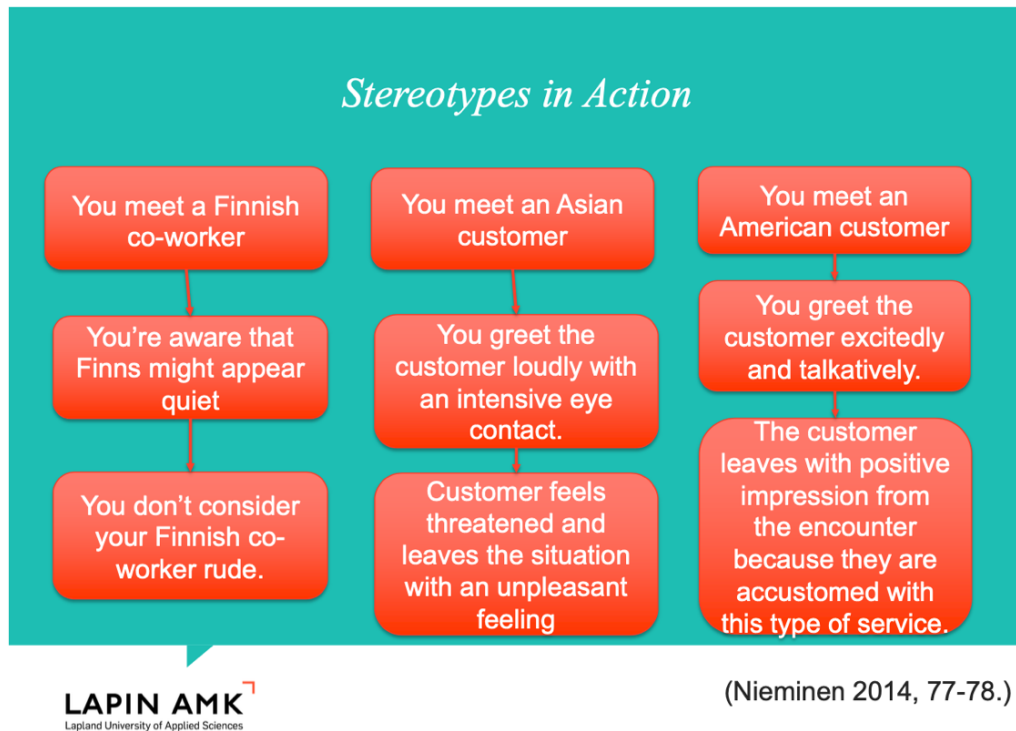 Stereotypes in Action
You meet a Finnish
co-worker
You're aware that
Finns might appear
quiet
You don't consider
your Finnish co-
worker rude.
You meet an Asian
customer
You greet the
customer loudly with
an intensive eye
contact.
Customer feels
threatened and
leaves the situation
with an unpleasant
feeling
You meet an
American customer
You greet the
customer excitedly
and talkatively.
The customer
leaves with positive
impression from
the encounter
because they are
accustomed with
this type of service.
LAPIN AMK
Lapland University of Applied Sciences
(Nieminen 2014, 77-78.)